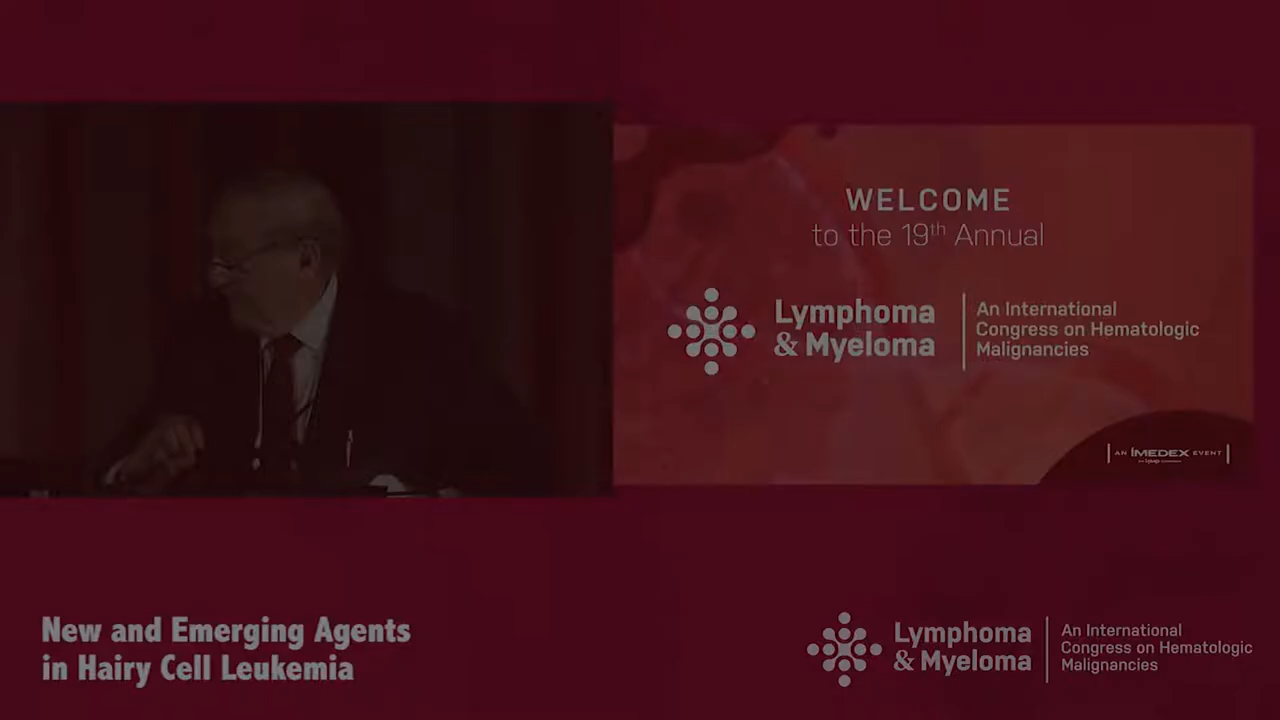 WELCOME
to the 19th Annual
Lymphoma
& Myeloma
An International
Congress on Hematologic
Malignancies
AN IMEDEX EVENT
New and Emerging Agents
in Hairy Cell Leukemia
Lymphoma
& Myeloma
An International
Congress on Hematologic
Malignancies